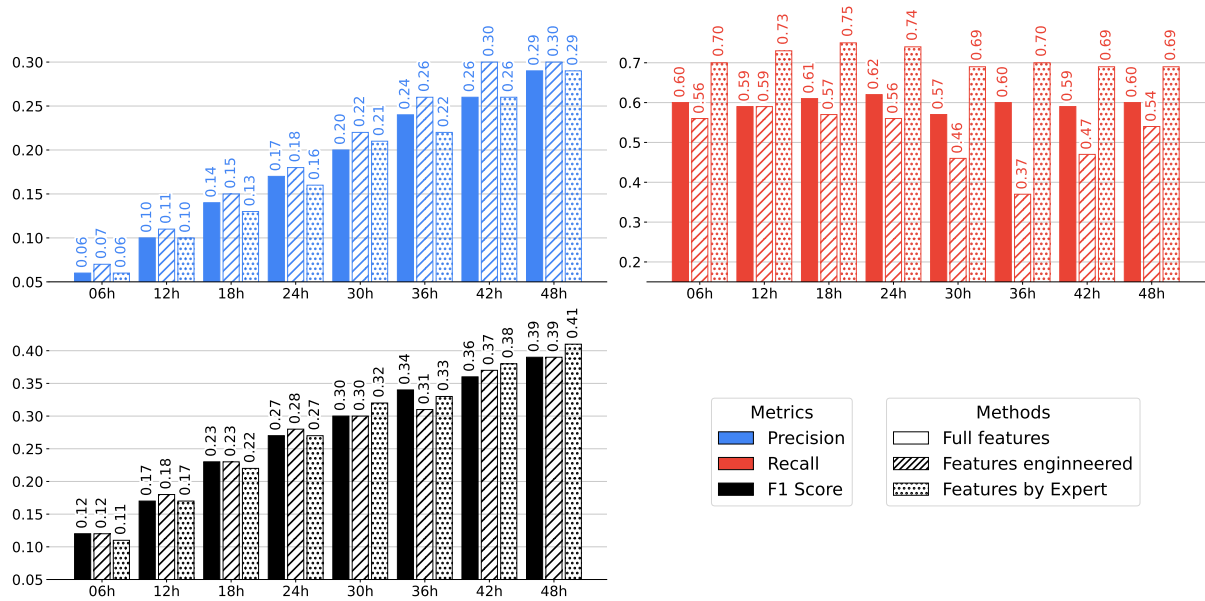 0.30
0.25
0.20
0.15
0.10
0.05
0.06 0.07 0.06 0.10 0.11 0.10 0.14 0.15 0.13 0.17 0.18 0.16 0.20 0.22 0.21 0.24 0.26 0.22 0.26 0.30 0.26 0.29 0.30 0.29
06h 12h 18h 24h 30h 36h 42h 48h
0.7
0.6
0.5
0.4
0.3
0.2
0.60 0.56 0.70 0.59 0.59 0.73 0.61 0.57 0.75 0.62 0.56 0.74 0.57 0.46 0.69 0.60 0.37 0.70 0.59 0.47 0.69 0.60 0.54 0.69
06h 12h 18h 24h 30h 36h 42h 48h
0.40
0.35
0.30
0.25
0.20
0.15
0.10
0.05
0.12 0.12 0.11 0.17 0.18 0.17 0.23 0.23 0.22 0.27 0.28 0.27 0.30 0.30 0.32 0.34 0.31 0.33 0.36 0.37 0.38 0.39 0.39 0.41
06h 12h 18h 24h 30h 36h 42h 48h
Metrics
Precision
Recall
F1 Score
Methods
Full features
Features enginneered
Features by Expert